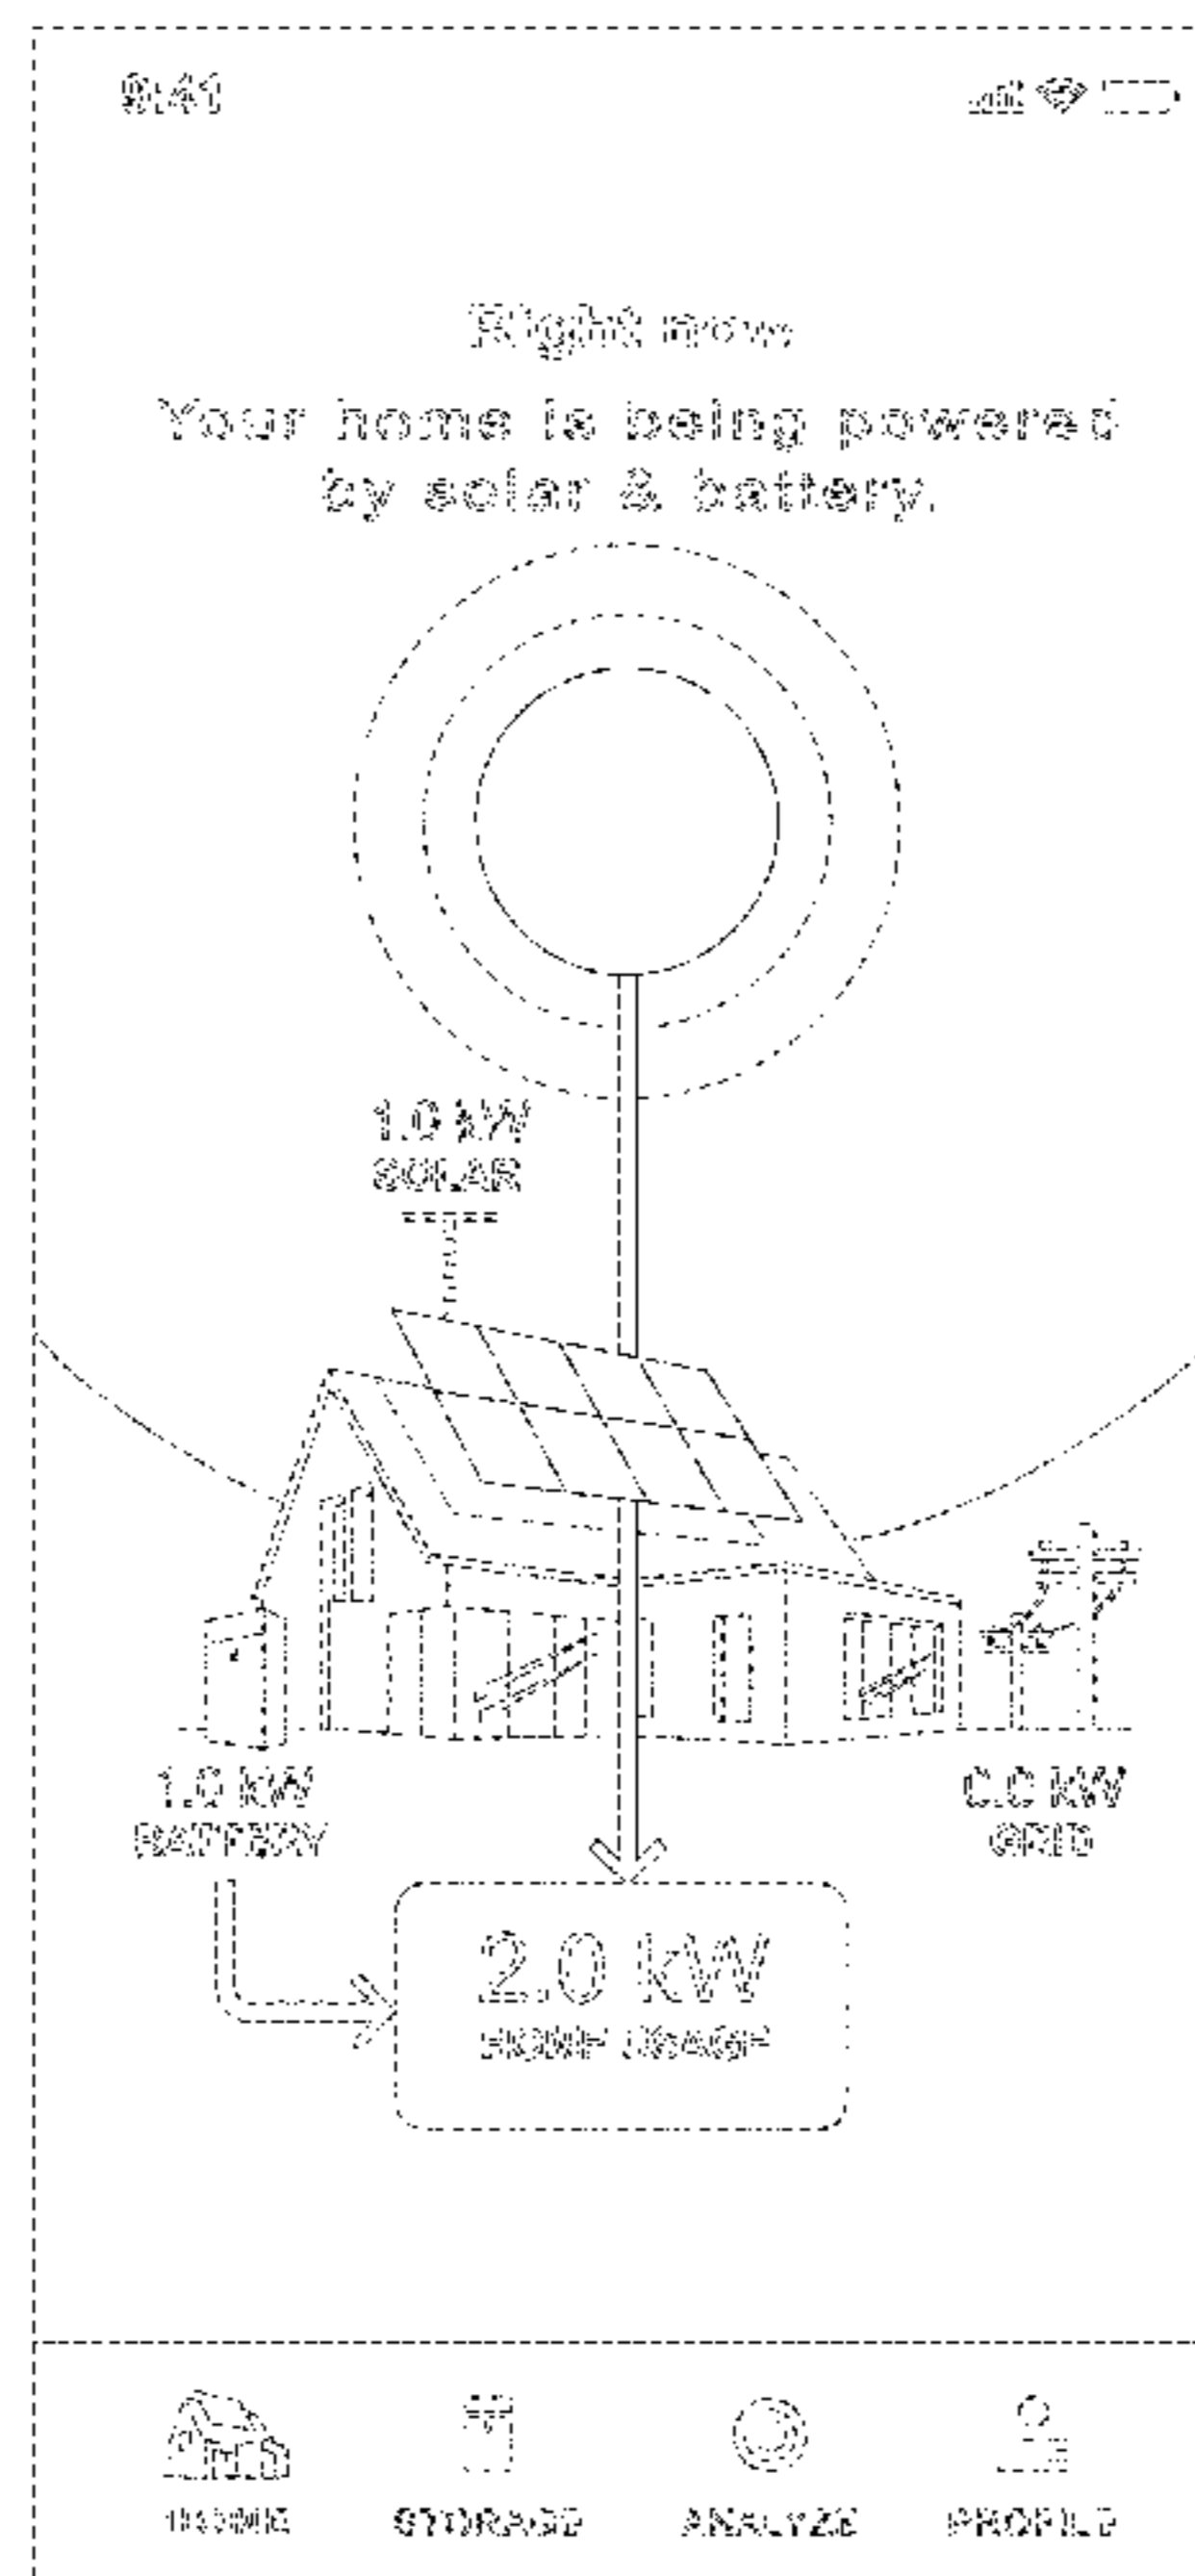 9:41
Right now
Your home is being powered
by solar & battery.
1.0 kW
SOLAR
1.0 kW
BATTERY
0.0 kW
GRID
2.0 kW
HOME USAGE
HOME
STORAGE
ANALYZE
PROFILE